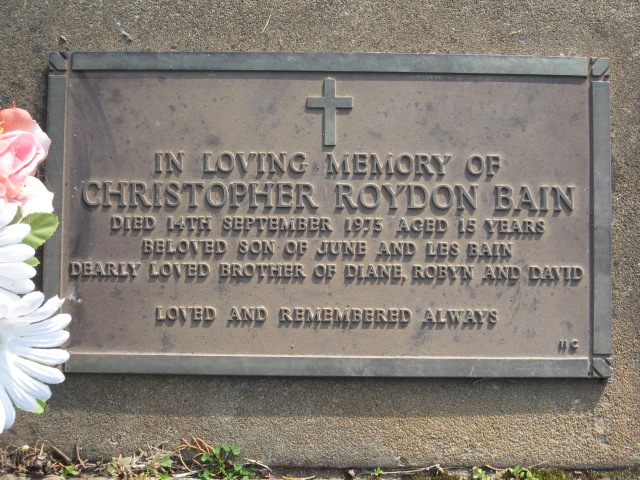 IN LOVING MEMORY OF
CHRISTOPHER ROYDON BAIN
DIED 14TH SEPTEMBER 1975 AGED 15 YEARS
BELOVED SON OF JUNE AND LES BAIN
DEARLY LOVED BROTHER OF DIANE, ROBYN AND DAVID
LOVED AND REMEMBERED ALWAYS